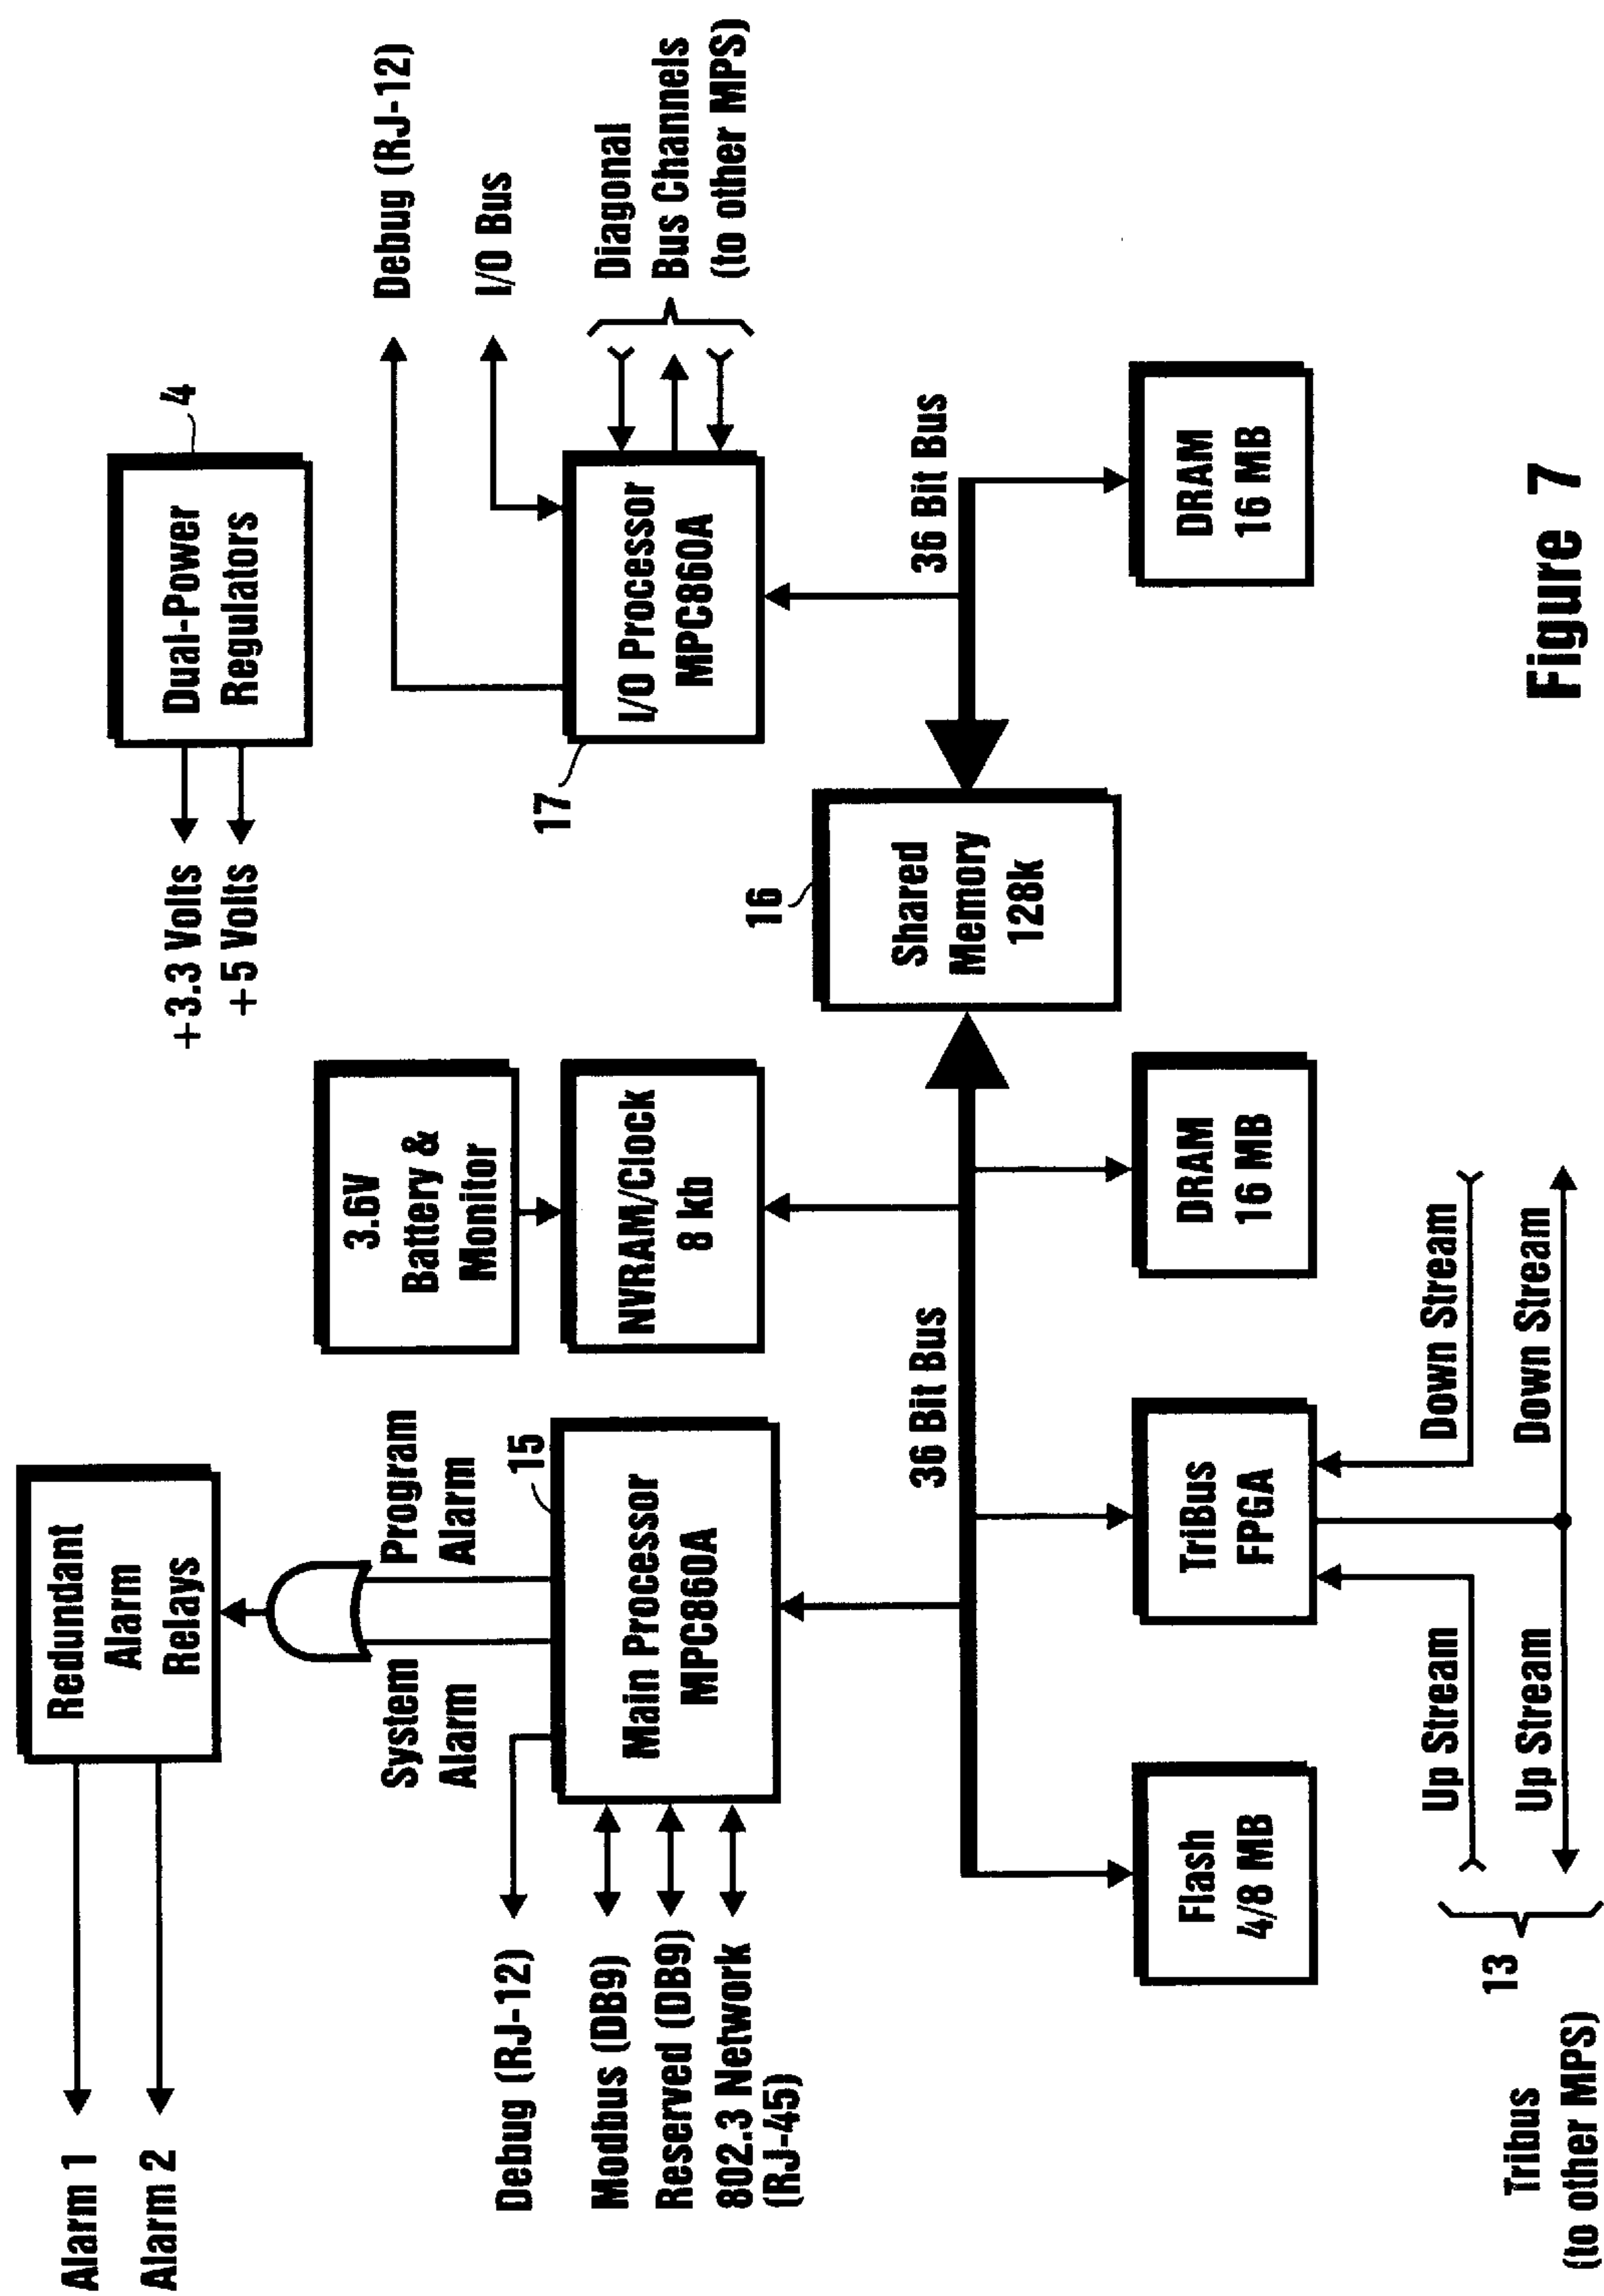 Alarm 1
Alarm 2
Redundant
Alarm
Relays
+3.3 Volts
+5 Volts
Dual-Power
Regulators
4
System
Alarm
Program
Alarm
15
3.6V
Battery &
Monitor
Debug (RJ-12)
I/O Bus
Debug (RJ-12)
Modbus (DB9)
Reserved (DB9)
802.3 Network
(RJ-45)
Main Processor
MPC860A
NVRAM/Clock
8 kb
17
I/O Processor
MPC860A
Diagonal
Bus Channels
(to other MPS)
16
36 Bit Bus
Shared
Memory
128k
36 Bit Bus
Flash
4/8 MB
TriBus
FPGA
DRAM
16 MB
DRAM
16 MB
Up Stream
Down Stream
13
Up Stream
Down Stream
Tribus
(to other MPS)
Figure 7